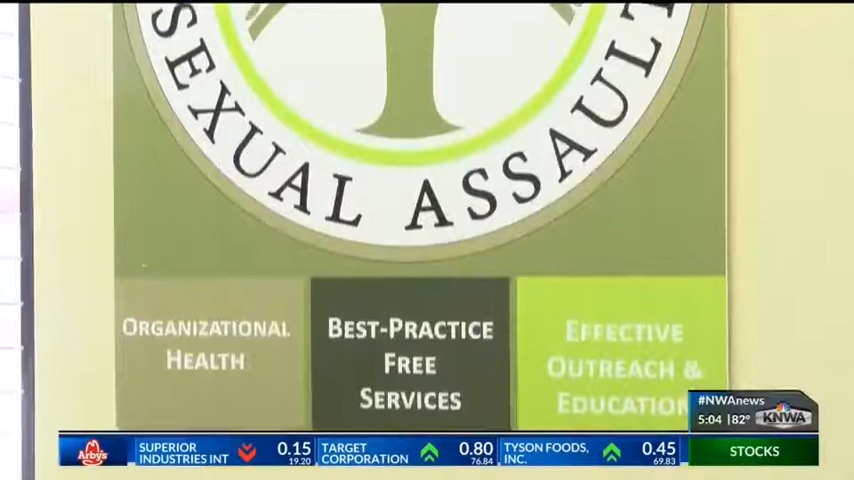 SEXUAL ASSAULT
ORGANIZATIONAL
HEALTH
BEST-PRACTICE
FREE
SERVICES
EFFECTIVE
OUTREACH &
EDUCATION
#NWAnews
5:04 | 82° KNWA
Arby's
SUPERIOR
INDUSTRIES INT
0.15
19.20
TARGET
CORPORATION
0.80
76.84
TYSON FOODS,
INC.
0.45
69.83
STOCKS